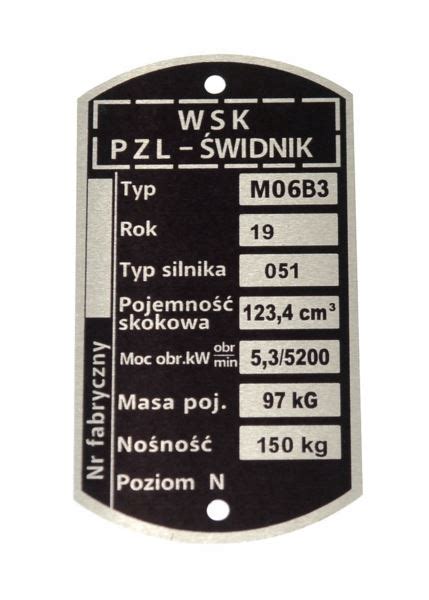 WSK
PZL – ŚWIDNIK
Typ M06B3
Rok 19
Typ silnika 051
Pojemność skokowa 123,4 cm³
Moc obr.kW obr/min 5,3/5200
Masa poj. 97 kG
Nośność 150 kg
Poziom N
Nr fabryczny